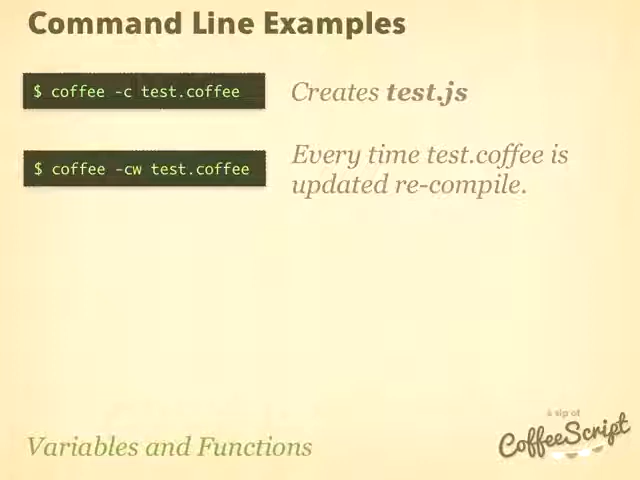 Command Line Examples
$ coffee -c test.coffee
Creates test.js
$ coffee -cw test.coffee
Every time test.coffee is
updated re-compile.
Variables and Functions
a sip of
CoffeeScript